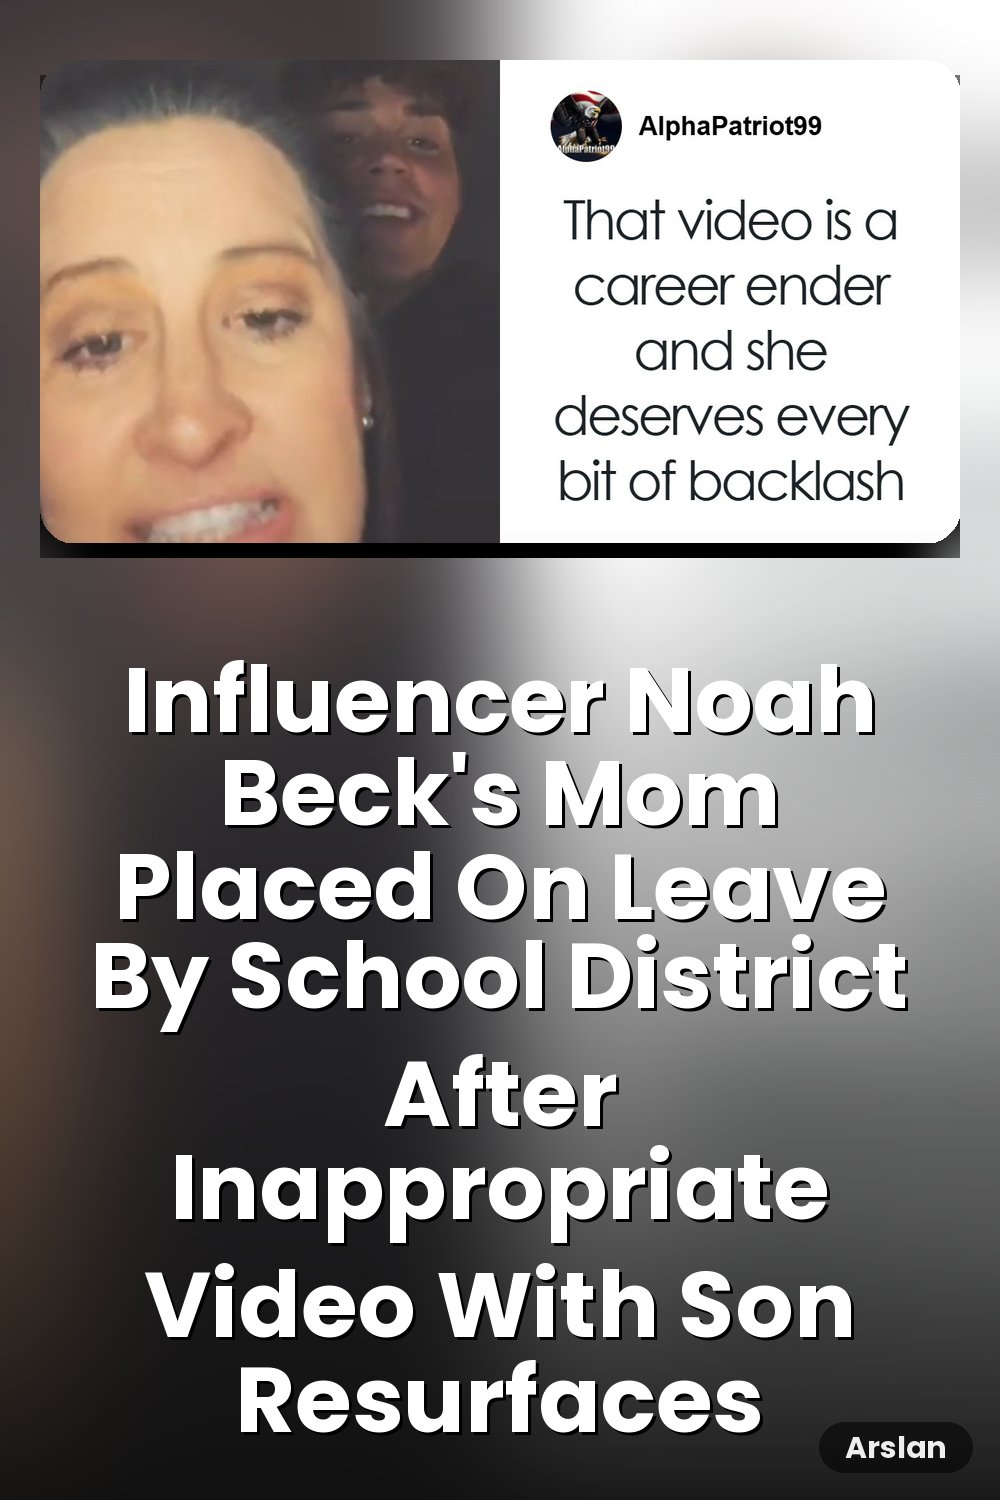 AlphaPatriot99
AlphaPatriot99
That video is a
career ender
and she
deserves every
bit of backlash
Influencer Noah
Beck's Mom
Placed On Leave
By School District
After
Inappropriate
Video With Son
Resurfaces
Arslan